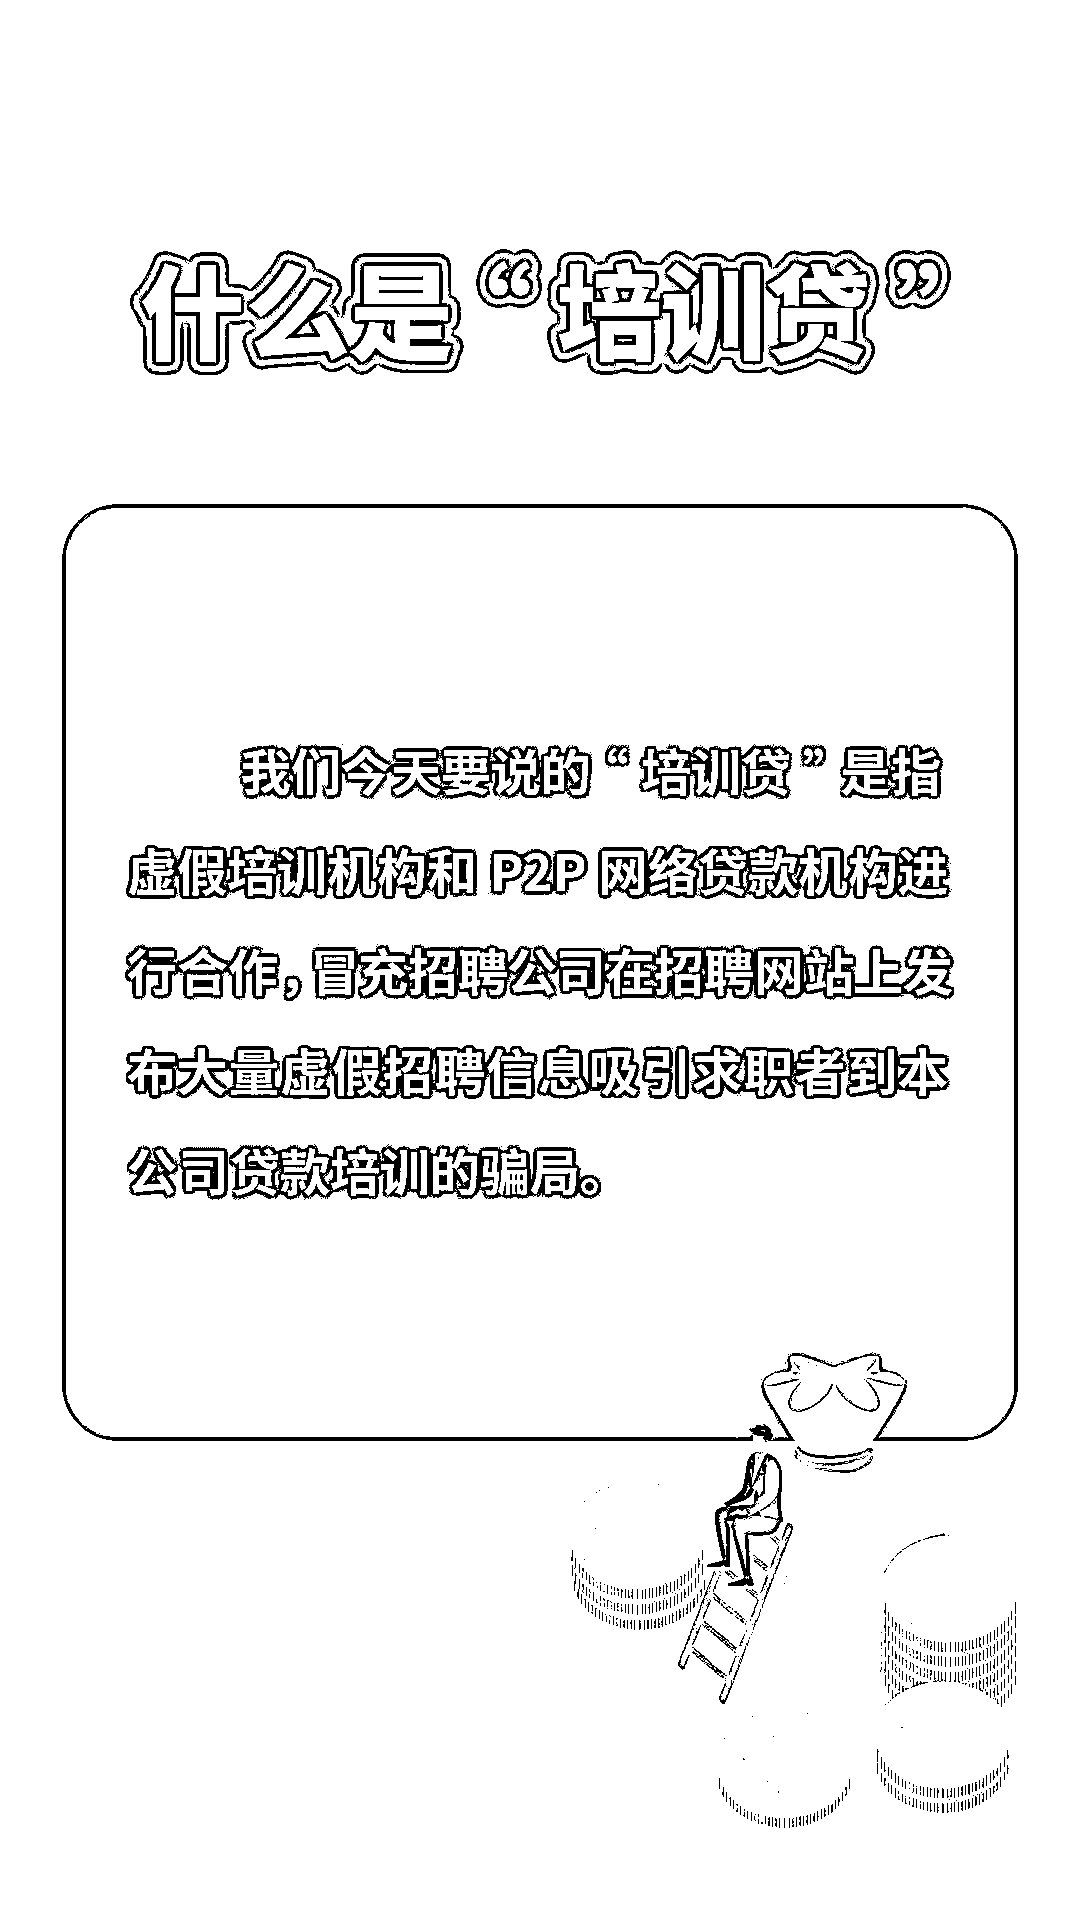 什么是“培训贷”
我们今天要说的“培训贷”是指
虚假培训机构和 P2P 网络贷款机构进
行合作，冒充招聘公司在招聘网站上发
布大量虚假招聘信息吸引求职者到本
公司贷款培训的骗局。